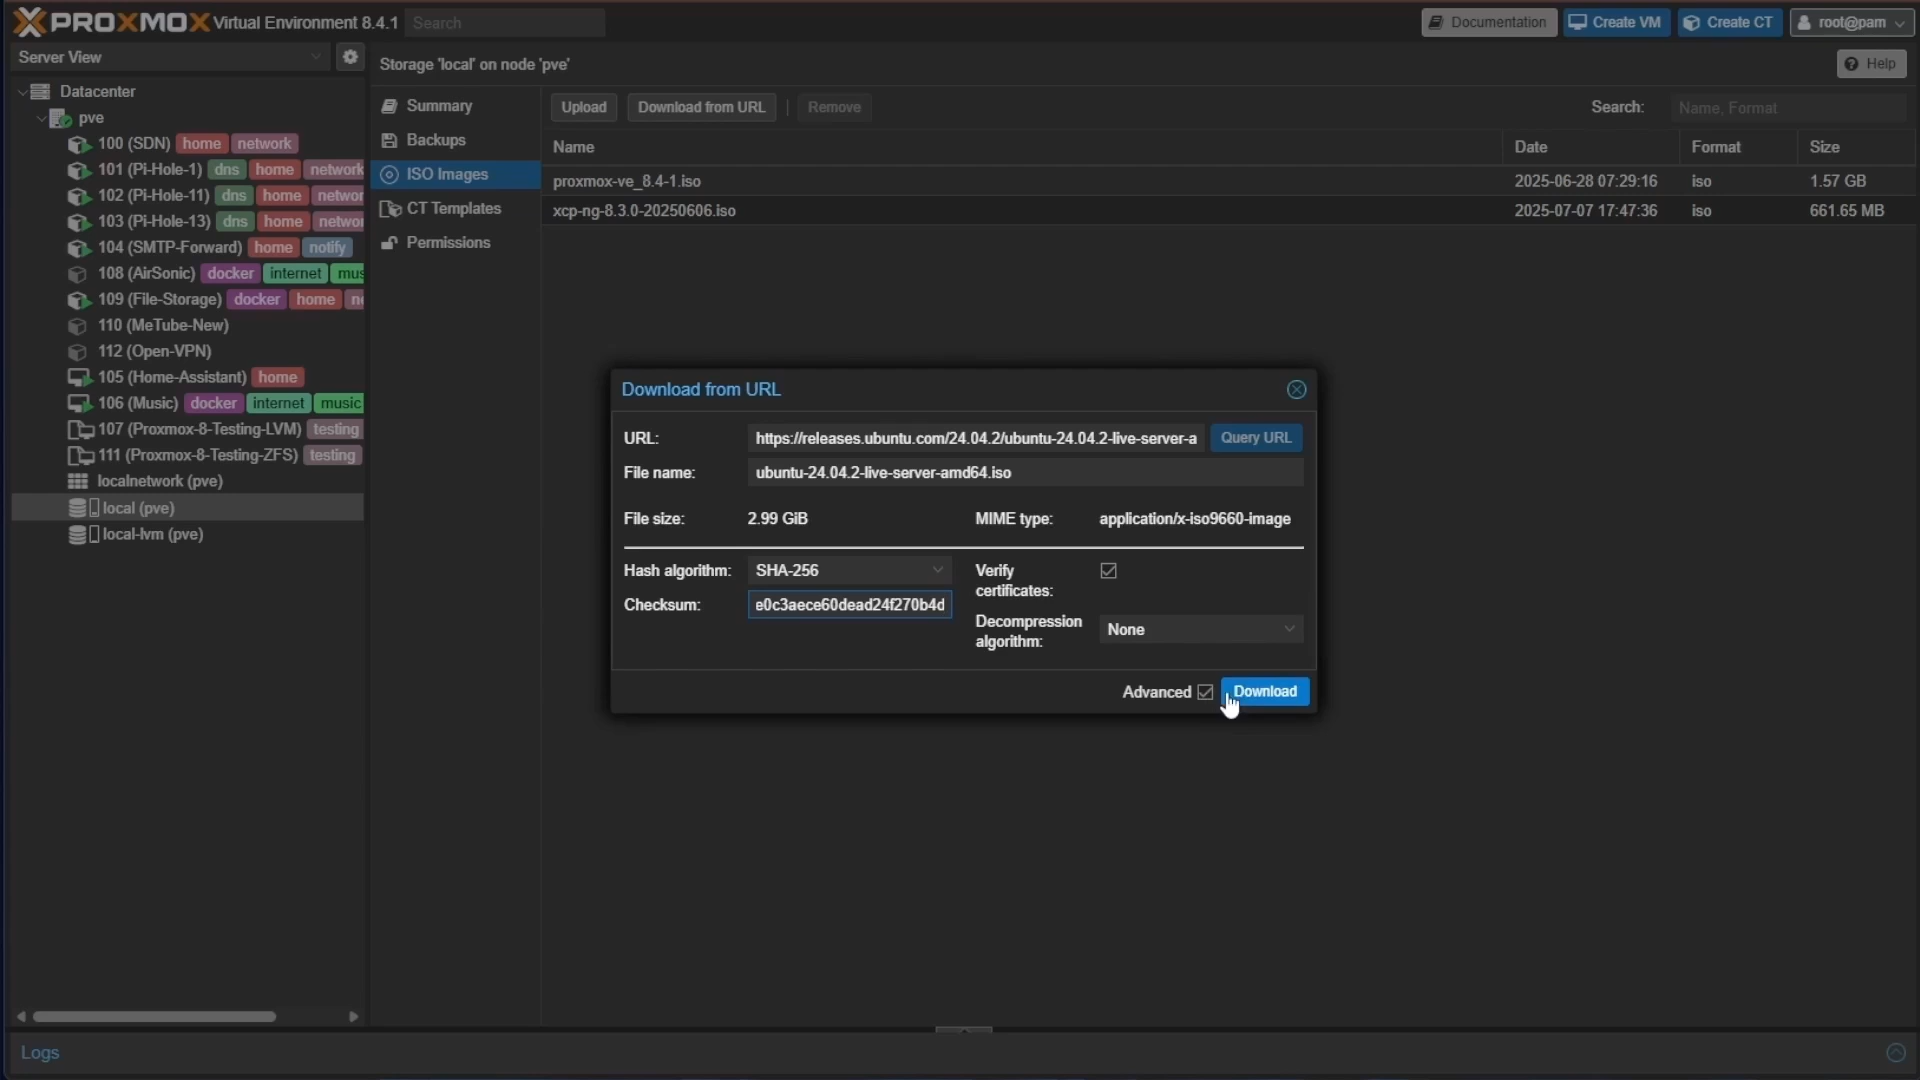 PROXMOX Virtual Environment 8.4.1 Search Documentation Create VM Create CT root@pam
Server View
Storage 'local' on node 'pve' Help
Datacenter
pve
100 (SDN) home network
101 (Pi-Hole-1) dns home network
102 (Pi-Hole-11) dns home networ
103 (Pi-Hole-13) dns home networ
104 (SMTP-Forward) home notify
108 (AirSonic) docker internet mus
109 (File-Storage) docker home ne
110 (MeTube-New)
112 (Open-VPN)
105 (Home-Assistant) home
106 (Music) docker internet music
107 (Proxmox-8-Testing-LVM) testing
111 (Proxmox-8-Testing-ZFS) testing
localnetwork (pve)
local (pve)
local-lvm (pve)
Summary
Backups
ISO Images
CT Templates
Permissions
Upload Download from URL Remove Search: Name, Format
Name Date Format Size
proxmox-ve_8.4-1.iso 2025-06-28 07:29:16 iso 1.57 GB
xcp-ng-8.3.0-20250606.iso 2025-07-07 17:47:36 iso 661.65 MB
Download from URL
URL: https://releases.ubuntu.com/24.04.2/ubuntu-24.04.2-live-server-a Query URL
File name: ubuntu-24.04.2-live-server-amd64.iso
File size: 2.99 GiB MIME type: application/x-iso9660-image
Hash algorithm: SHA-256 Verify certificates:
Checksum: e0c3aece60dead24f270b4d
Decompression algorithm: None
Advanced Download
Logs